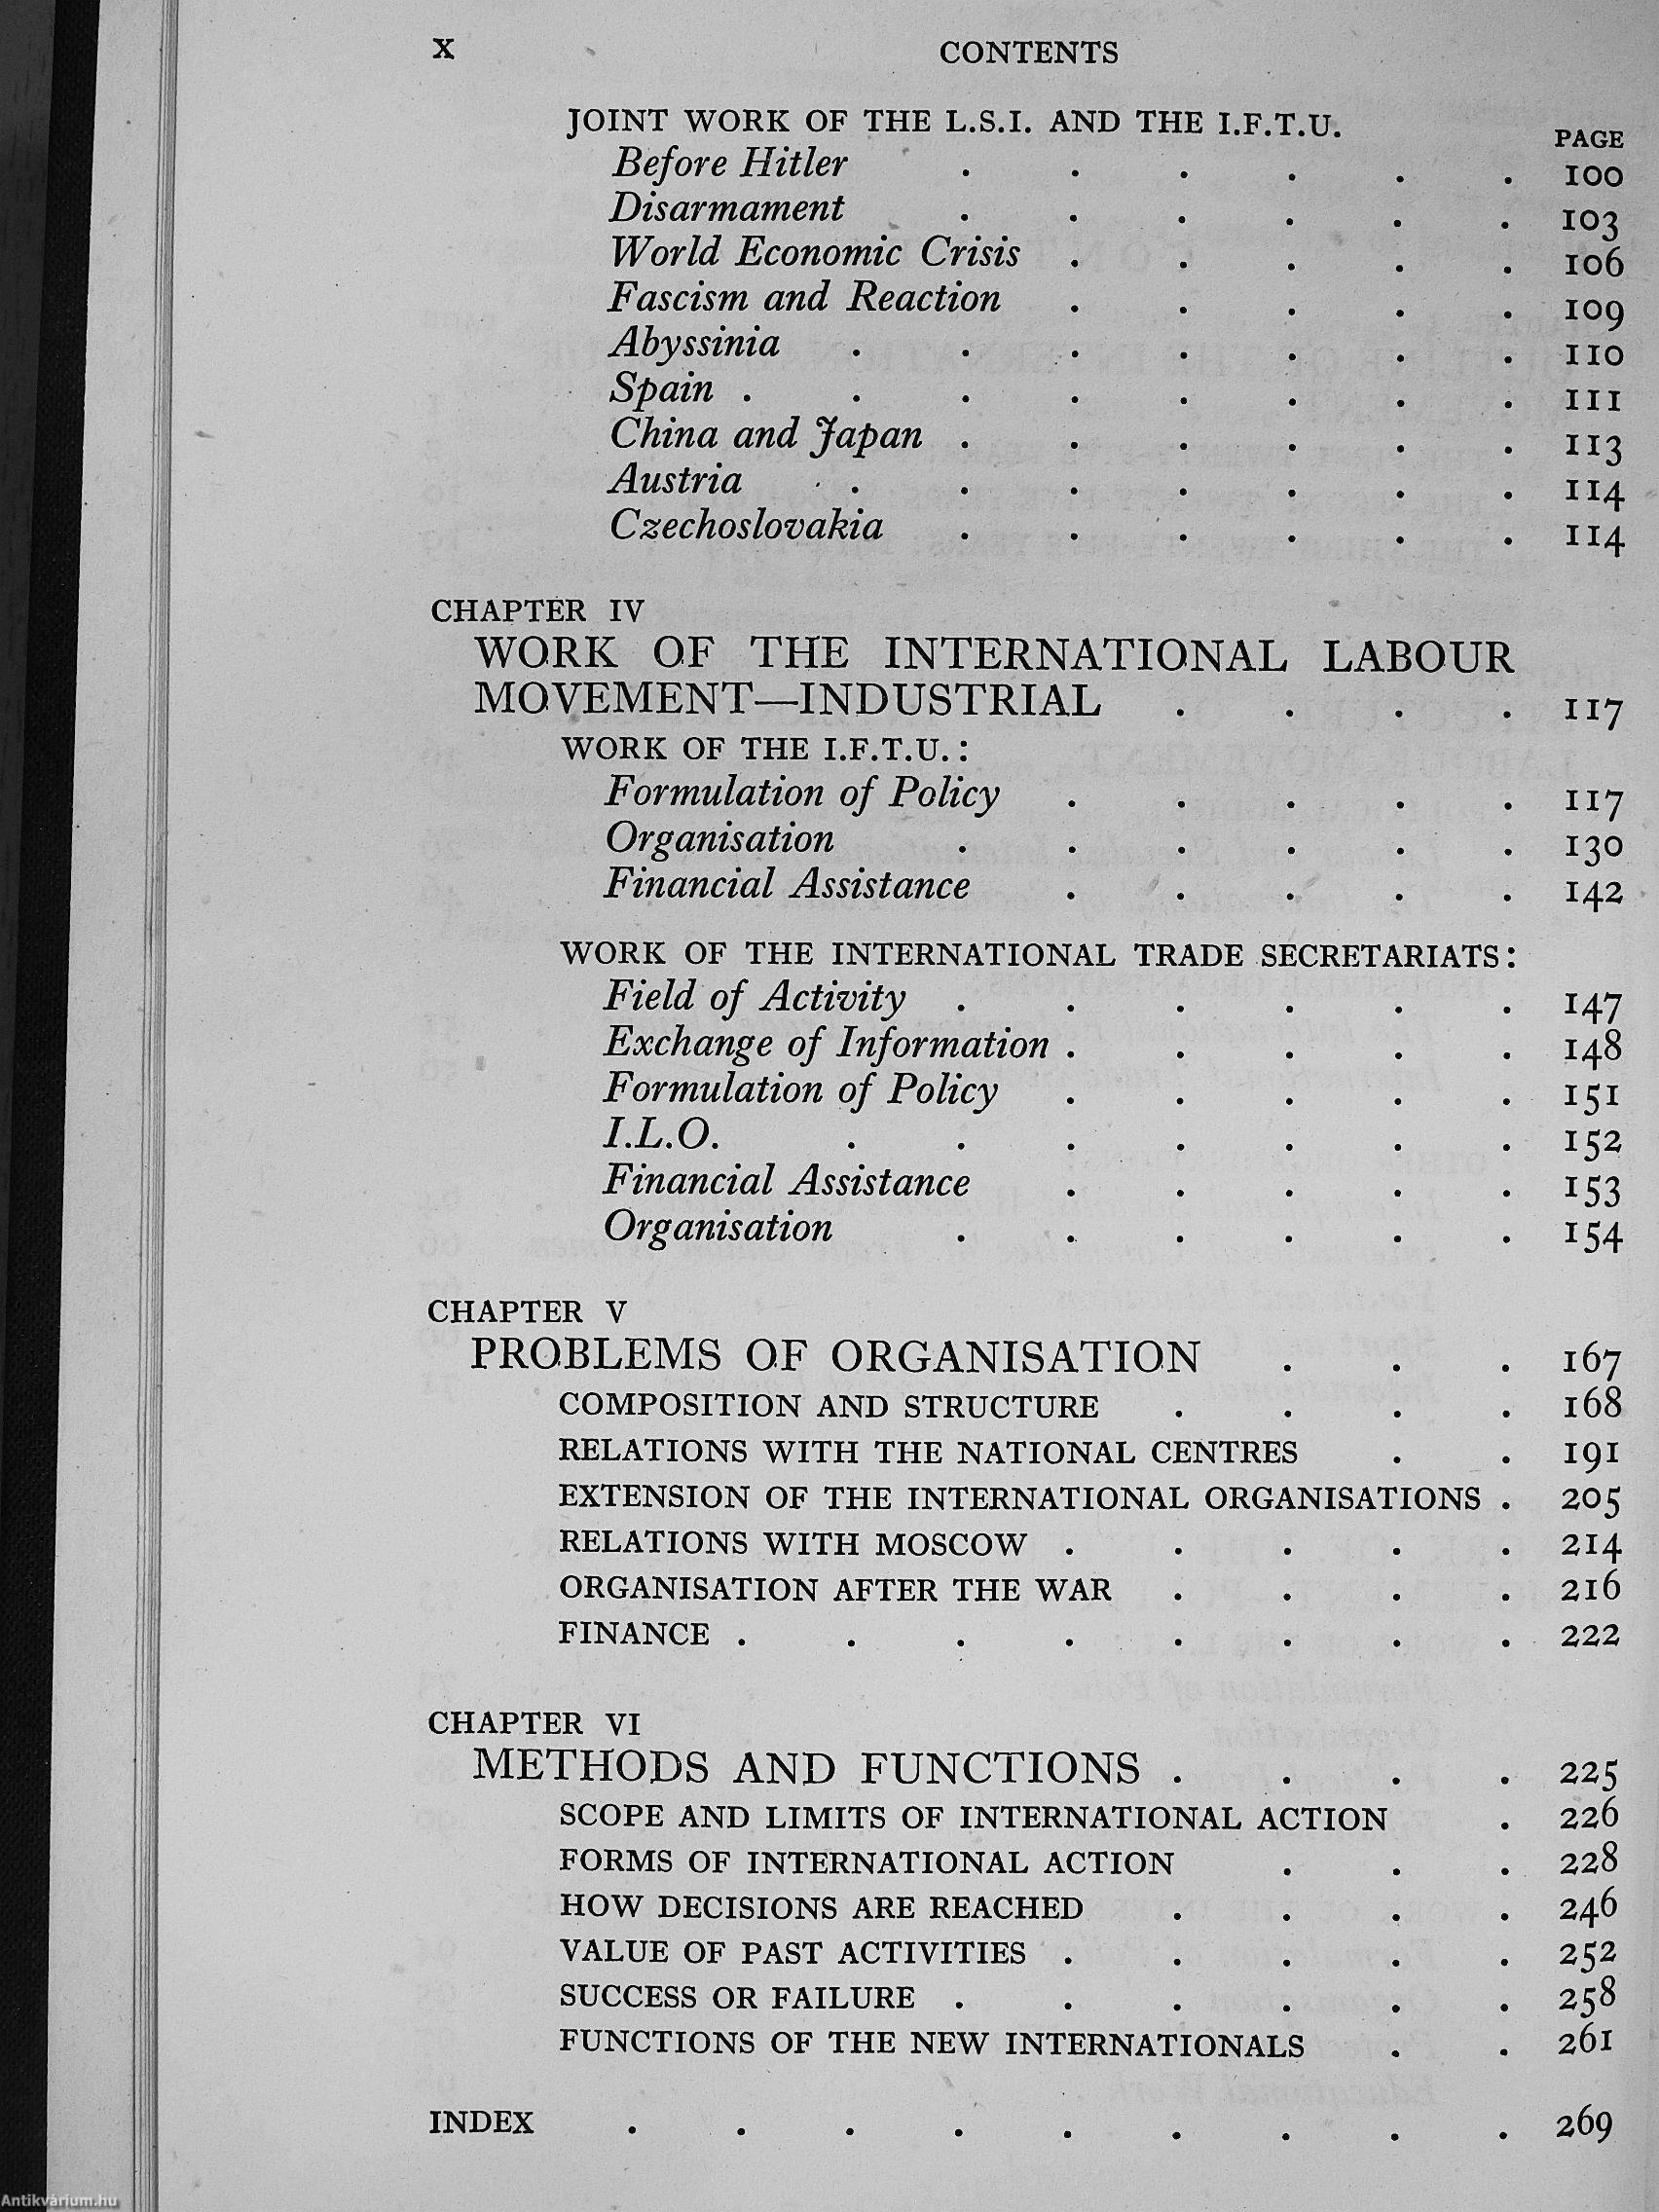 x CONTENTS
JOINT WORK OF THE L.S.I. AND THE I.F.T.U. PAGE
Before Hitler . . . . . . 100
Disarmament . . . . . . 103
World Economic Crisis . . . . . 106
Fascism and Reaction . . . . . 109
Abyssinia . . . . . . . 110
Spain . . . . . . . . 111
China and Japan . . . . . . 113
Austria . . . . . . . 114
Czechoslovakia . . . . . . 114
CHAPTER IV
WORK OF THE INTERNATIONAL LABOUR
MOVEMENT—INDUSTRIAL . . . . 117
WORK OF THE I.F.T.U.:
Formulation of Policy . . . . . 117
Organisation . . . . . . 130
Financial Assistance . . . . . 142
WORK OF THE INTERNATIONAL TRADE SECRETARIATS:
Field of Activity . . . . . . 147
Exchange of Information . . . . . 148
Formulation of Policy . . . . . 151
I.L.O. . . . . . . . 152
Financial Assistance . . . . . 153
Organisation . . . . . . 154
CHAPTER V
PROBLEMS OF ORGANISATION . . . 167
COMPOSITION AND STRUCTURE . . . . 168
RELATIONS WITH THE NATIONAL CENTRES . . 191
EXTENSION OF THE INTERNATIONAL ORGANISATIONS . 205
RELATIONS WITH MOSCOW . . . . . 214
ORGANISATION AFTER THE WAR . . . . 216
FINANCE . . . . . . . . 222
CHAPTER VI
METHODS AND FUNCTIONS . . . . 225
SCOPE AND LIMITS OF INTERNATIONAL ACTION . 226
FORMS OF INTERNATIONAL ACTION . . . 228
HOW DECISIONS ARE REACHED . . . . 246
VALUE OF PAST ACTIVITIES . . . . . 252
SUCCESS OR FAILURE . . . . . . 258
FUNCTIONS OF THE NEW INTERNATIONALS . . 261
INDEX . . . . . . . . . 269
Antikvárium.hu